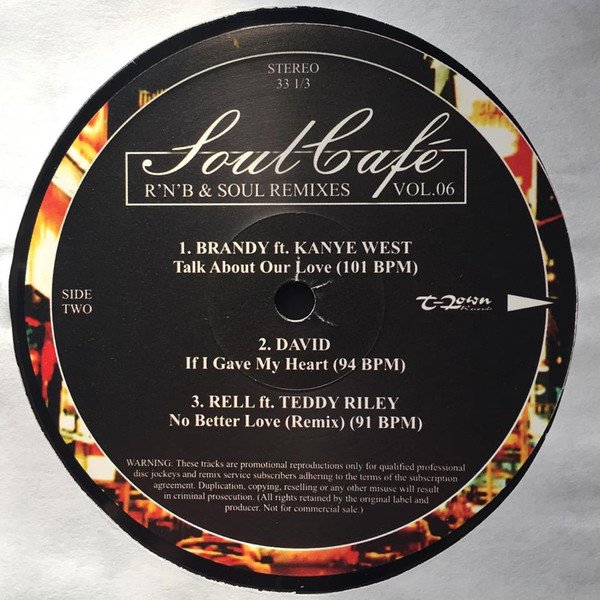 STEREO
33 1/3
Soul Café
R'N'B & SOUL REMIXES VOL.06
1. BRANDY ft. KANYE WEST
Talk About Our Love (101 BPM)
SIDE
TWO
T-Town
Records
2. DAVID
If I Gave My Heart (94 BPM)
3. RELL ft. TEDDY RILEY
No Better Love (Remix) (91 BPM)
WARNING: These tracks are promotional reproductions only for qualified professional
disc jockeys and remix service subscribers adhering to the terms of the subscription
agreement. Duplication, copying, reselling or any other misuse will result
in criminal prosecution. (All rights retained by the original label and
producer. Not for commercial sale.)